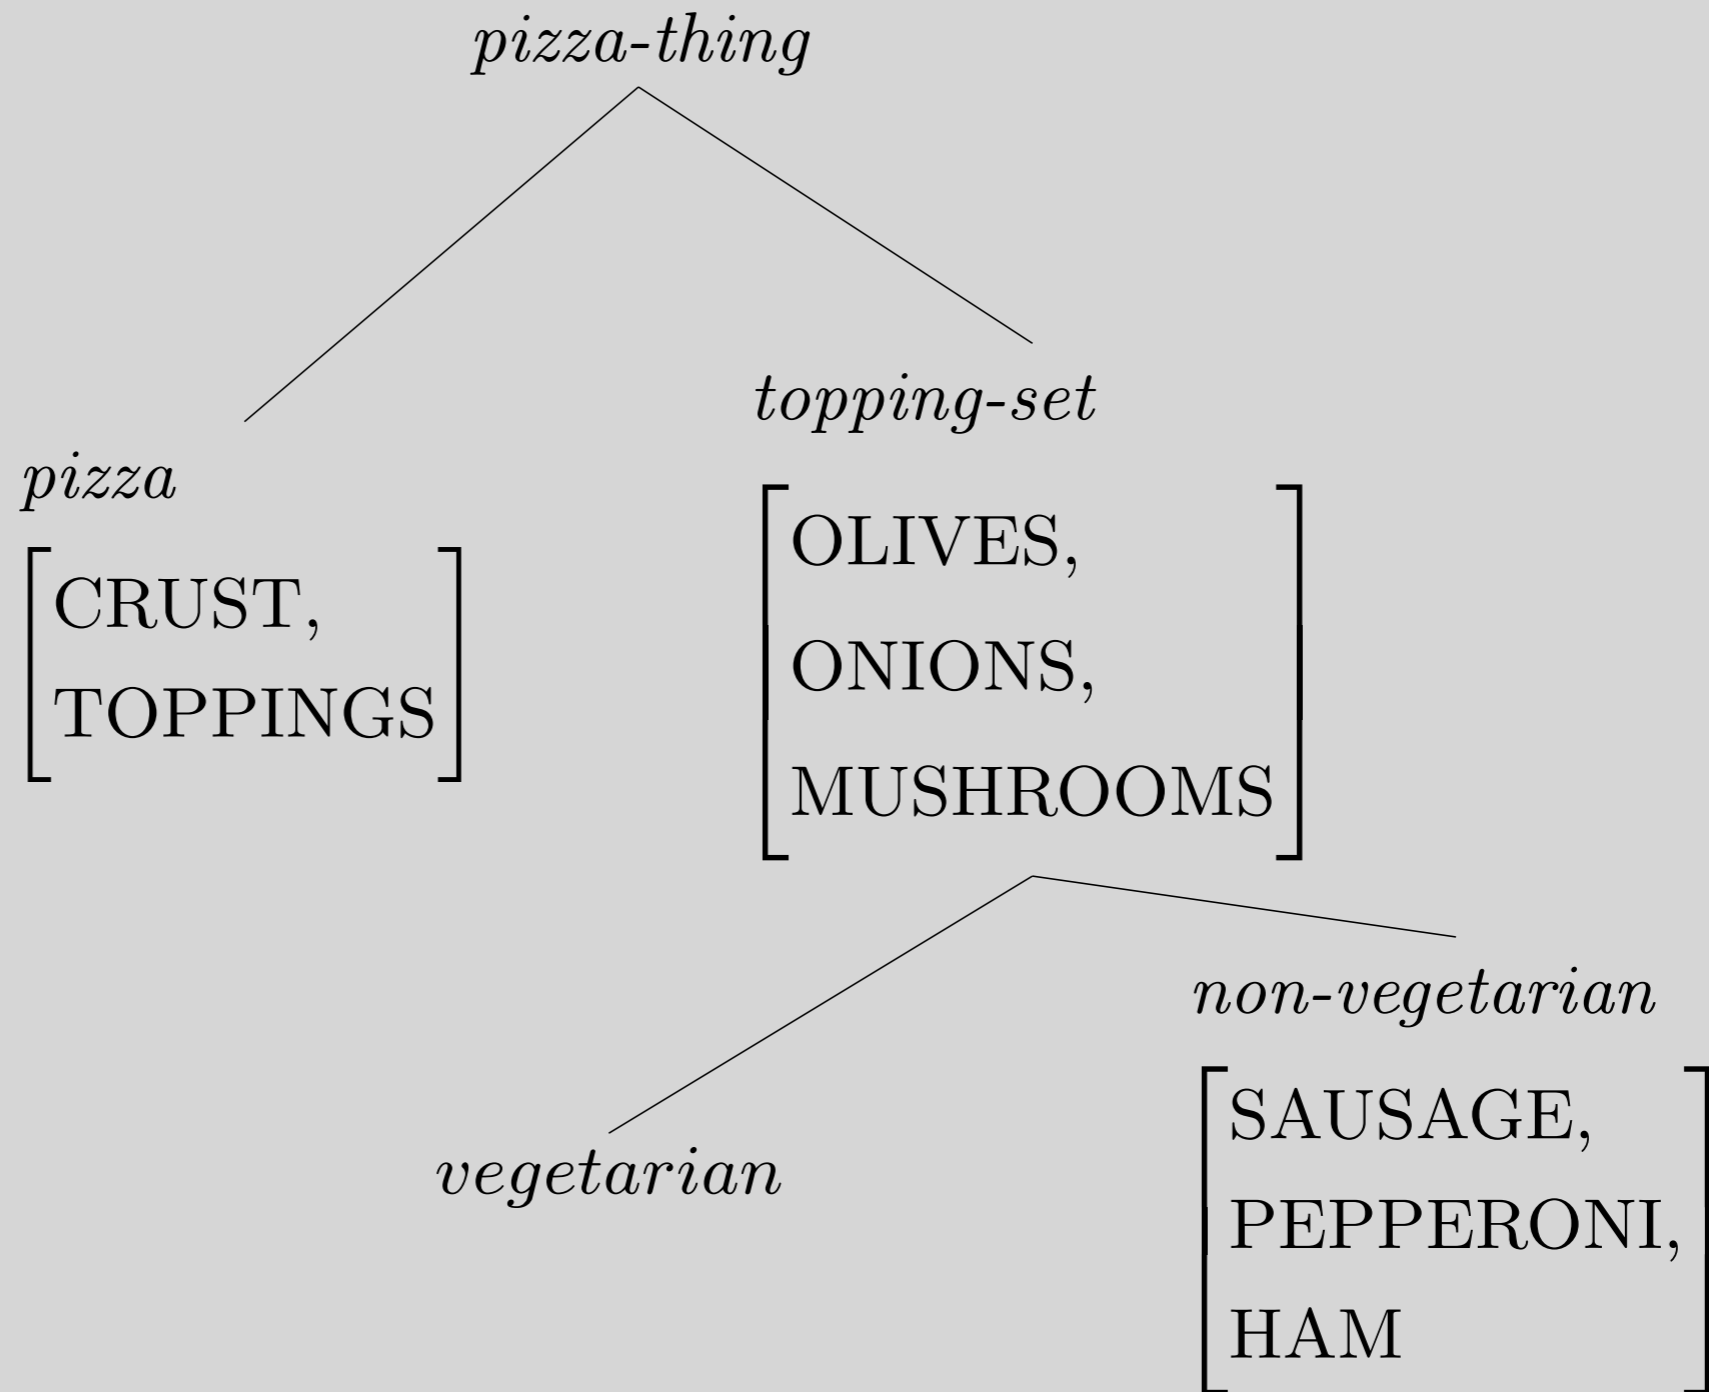 pizza-thing
topping-set
pizza
OLIVES,
CRUST,
ONIONS,
TOPPINGS
MUSHROOMS
non-vegetarian
SAUSAGE,
vegetarian
PEPPERONI,
HAM